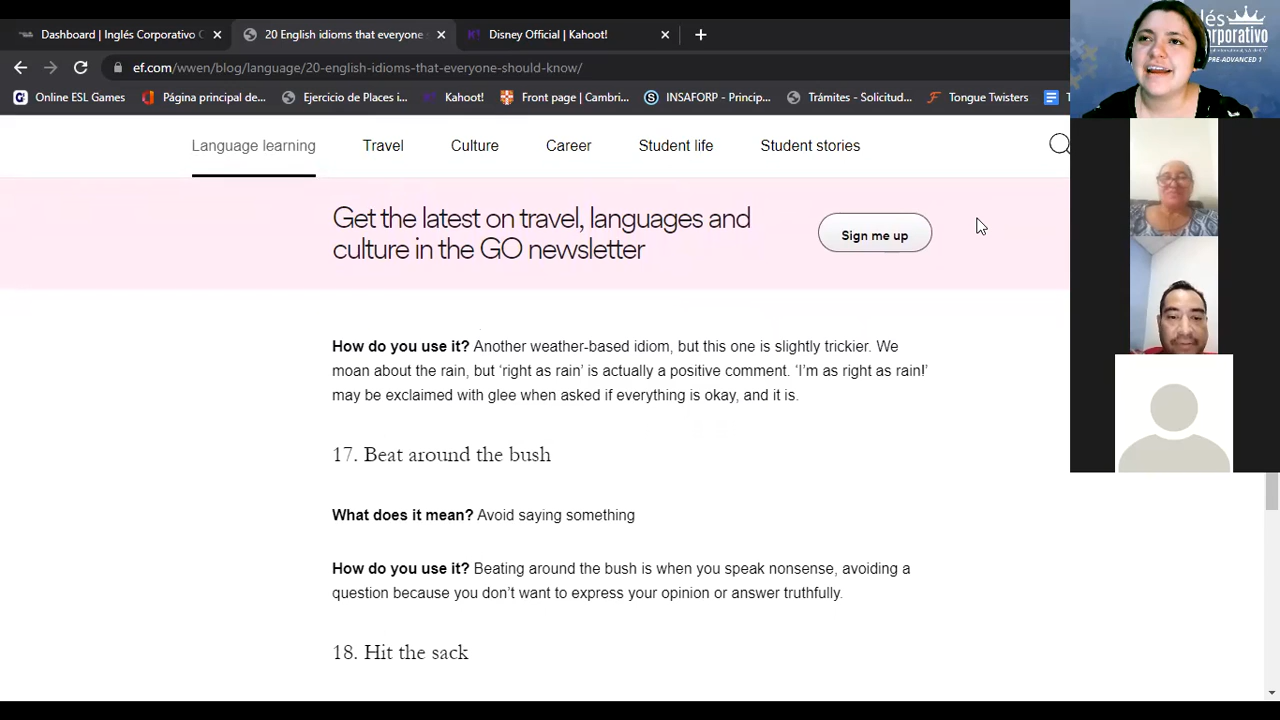 Dashboard | Inglés Corporativo C
20 English idioms that everyone
Disney Official | Kahoot!
ef.com/wwen/blog/language/20-english-idioms-that-everyone-should-know/
Online ESL Games
Página principal de...
Ejercicio de Places i...
Kahoot!
Front page | Cambri...
INSAFORP - Princip...
Trámites - Solicitud...
Tongue Twisters
Language learning
Travel
Culture
Career
Student life
Student stories
Get the latest on travel, languages and
culture in the GO newsletter
Sign me up
How do you use it? Another weather-based idiom, but this one is slightly trickier. We
moan about the rain, but ‘right as rain’ is actually a positive comment. ‘I’m as right as rain!’
may be exclaimed with glee when asked if everything is okay, and it is.
17. Beat around the bush
What does it mean? Avoid saying something
How do you use it? Beating around the bush is when you speak nonsense, avoiding a
question because you don’t want to express your opinion or answer truthfully.
18. Hit the sack
PRE-ADVANCED 1